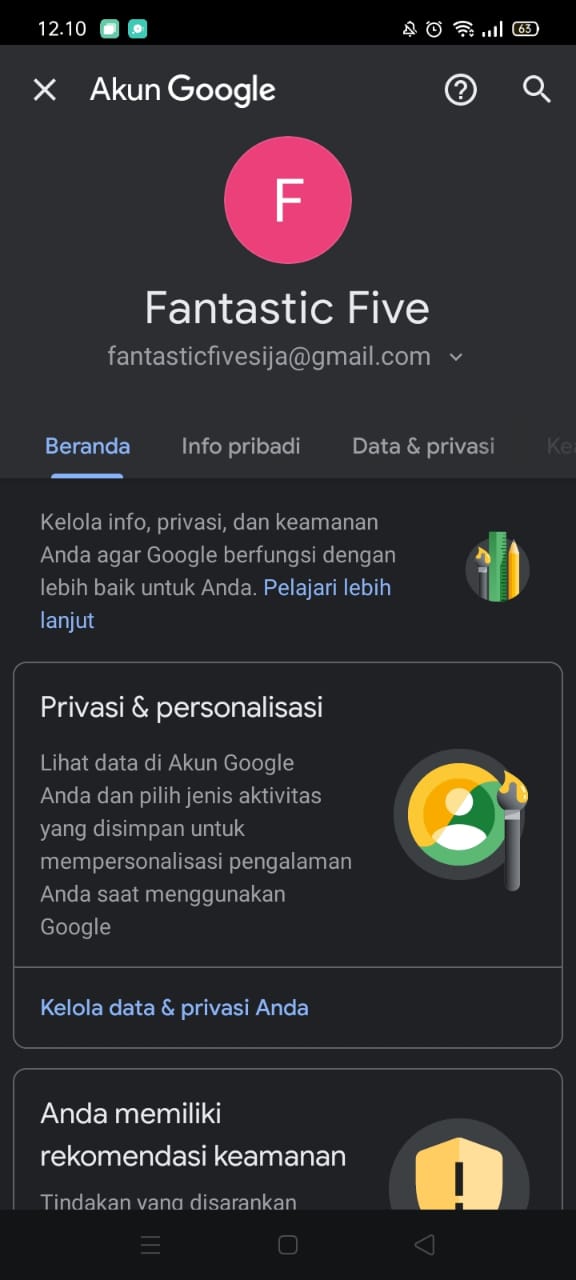 12.10
63
Akun Google
F
Fantastic Five
fantasticfivesija@gmail.com
Beranda Info pribadi Data & privasi Ke
Kelola info, privasi, dan keamanan
Anda agar Google berfungsi dengan
lebih baik untuk Anda. Pelajari lebih
lanjut
Privasi & personalisasi
Lihat data di Akun Google
Anda dan pilih jenis aktivitas
yang disimpan untuk
mempersonalisasi pengalaman
Anda saat menggunakan
Google
Kelola data & privasi Anda
Anda memiliki
rekomendasi keamanan
Tindakan yang disarankan